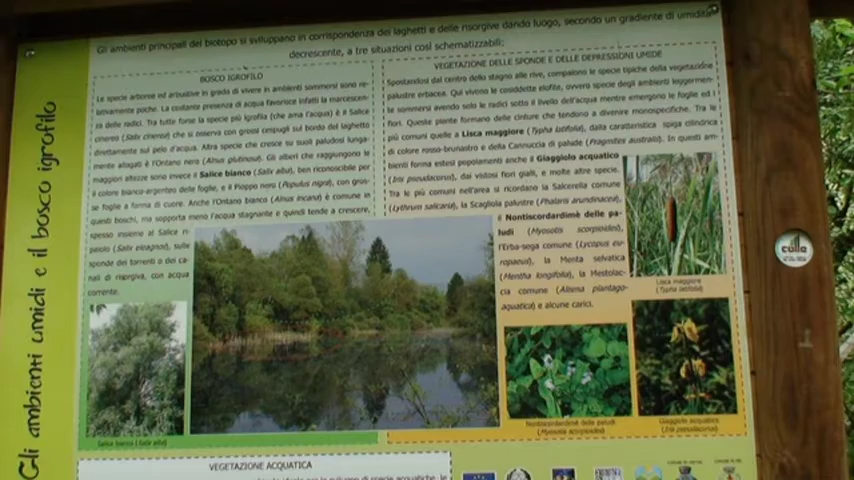 Gli ambienti umidi e il bosco igrofilo
Gli ambienti principali del biotopo si sviluppano in corrispondenza dei laghetti e delle risorgive dando luogo, secondo un gradiente di umidità
decrescente, a tre situazioni così schematizzabili:
BOSCO IGROFILO
Le specie arboree ed arbustive in grado di vivere in ambienti sommersi sono re-
lativamente poche. La costante presenza di acqua favorisce infatti la marcescen-
za delle radici. Tra tutte forse la specie più igrofila (che ama l'acqua) è il Salice
cinereo (Salix cinerea) che si osserva con grossi cespugli sul bordo del laghetto
direttamente sul pelo d'acqua. Altra specie che cresce su suoli paludosi lunga-
mente allagati è l'Ontano nero (Alnus glutinosa). Gli alberi che raggiungono le
maggiori altezze sono invece il Salice bianco (Salix alba), ben riconoscibile per
il colore bianco-argenteo delle foglie, e il Pioppo nero (Populus nigra), con gros-
se foglie a forma di cuore. Anche l'Ontano bianco (Alnus incana) è comune in
questi boschi, ma sopporta meno l'acqua stagnante e quindi tende a crescere,
spesso insieme al Salice ri-
paiolo (Salix eleagnos), sulle
sponde dei torrenti o dei ca-
nali di risorgiva, con acqua
corrente.
Salice bianco (Salix alba)
VEGETAZIONE DELLE SPONDE E DELLE DEPRESSIONI UMIDE
Spostandosi dal centro dello stagno alle rive, compaiono le specie tipiche della vegetazione
palustre erbacea. Qui vivono le cosiddette elofite, ovvero specie degli ambienti leggermen-
te sommersi avendo solo le radici sotto il livello dell'acqua mentre emergono le foglie ed i
fiori. Queste piante formano delle cinture che tendono a divenire monospecifiche. Tra le
più comuni quelle a Lisca maggiore (Typha latifolia), dalla caratteristica spiga cilindrica
di colore rosso-brunastro e della Cannuccia di palude (Pragmites australis). In questi am-
bienti forma estesi popolamenti anche il Giaggiolo acquatico
(Iris pseudacorus), dai vistosi fiori gialli, e molte altre specie.
Tra le più comuni nell'area si ricordano la Salcerella comune
(Lythrum salicaria), la Scagliola palustre (Phalaris arundinacea),
il Nontiscordardimè delle pa-
ludi (Myosotis scorpioides),
l'Erba-sega comune (Lycopus eu-
ropaeus), la Menta selvatica
(Mentha longifolia), la Mestolac-
cia comune (Alisma plantago-
aquatica) e alcune carici.
Lisca maggiore
(Typha latifolia)
Nontiscordardimè delle paludi
(Myosotis scorpioides)
Giaggiolo acquatico
(Iris pseudacorus)
culla
VEGETAZIONE ACQUATICA